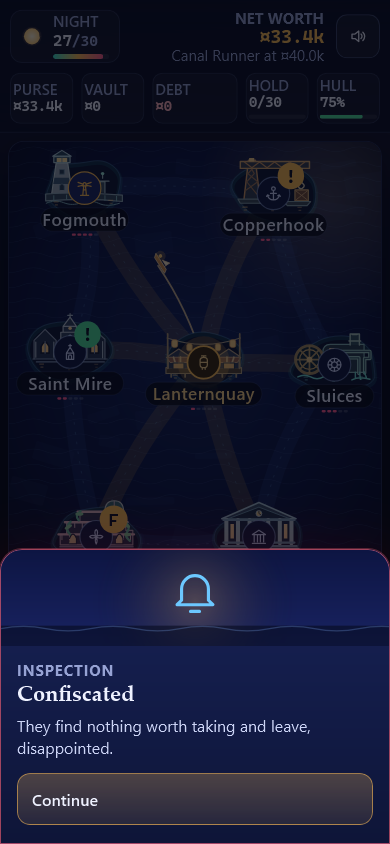 NIGHT
27/30
NET WORTH
¤33.4k
Canal Runner at ¤40.0k
PURSE
¤33.4k
VAULT
¤0
DEBT
¤0
HOLD
0/30
HULL
75%
Fogmouth
!
Copperhook
!
Saint Mire
Lanternquay
Sluices
F
INSPECTION
Confiscated
They find nothing worth taking and leave,
disappointed.
Continue